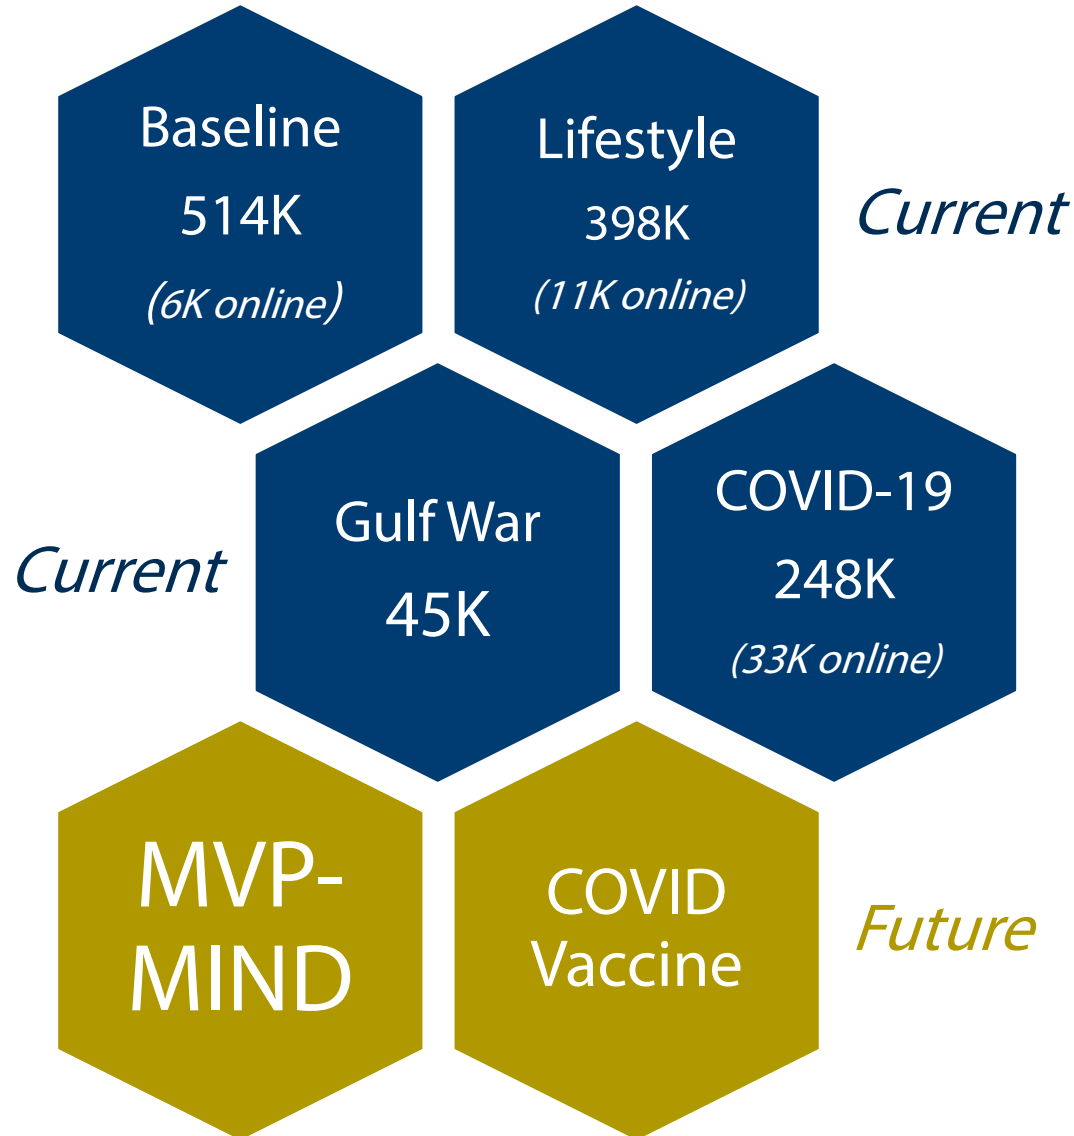 Baseline
514K
(6K online)
Lifestyle
398K
(11K online)
Current
Current
Gulf War
45K
COVID-19
248K
(33K online)
MVP-
MIND
COVID
Vaccine
Future